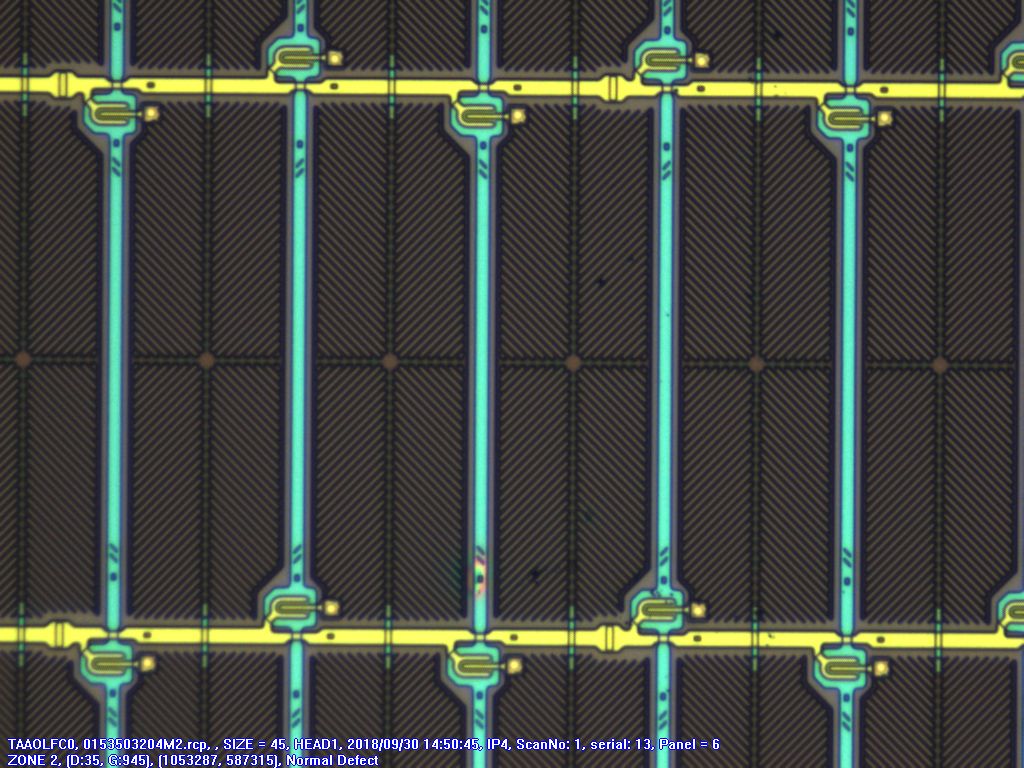 TAAOLFC0, 0153503204M2.rcp, , SIZE = 45, HEAD1, 2018/09/30 14:50:45, IP4, ScanNo: 1, serial: 13, Panel = 6
ZONE 2, [D:35, G:945], [1053287, 587315], Normal Defect